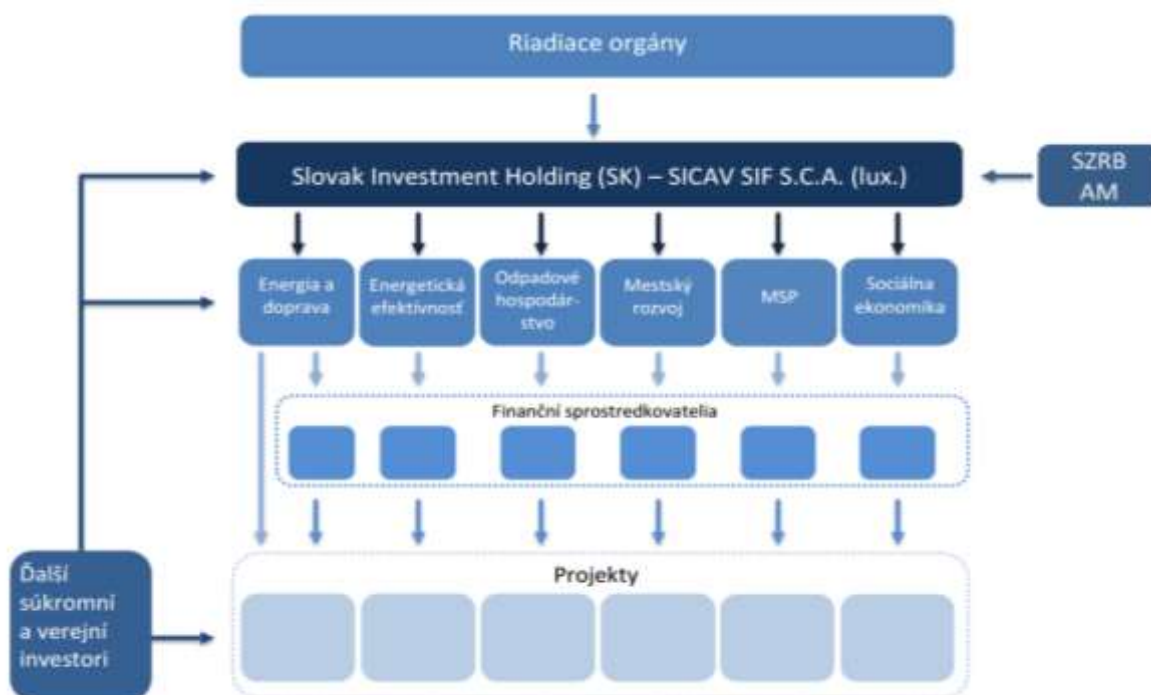 Riadiace orgány
Slovak Investment Holding (SK) – SICAV SIF S.C.A. (lux.)
SZRB
AM
Energia a
doprava
Energetická
efektívnosť
Odpadové
hospodár-
stvo
Mestský
rozvoj
MSP
Sociálna
ekonomika
Finanční sprostredkovatelia
Projekty
Ďalší
súkromní
a verejní
investori